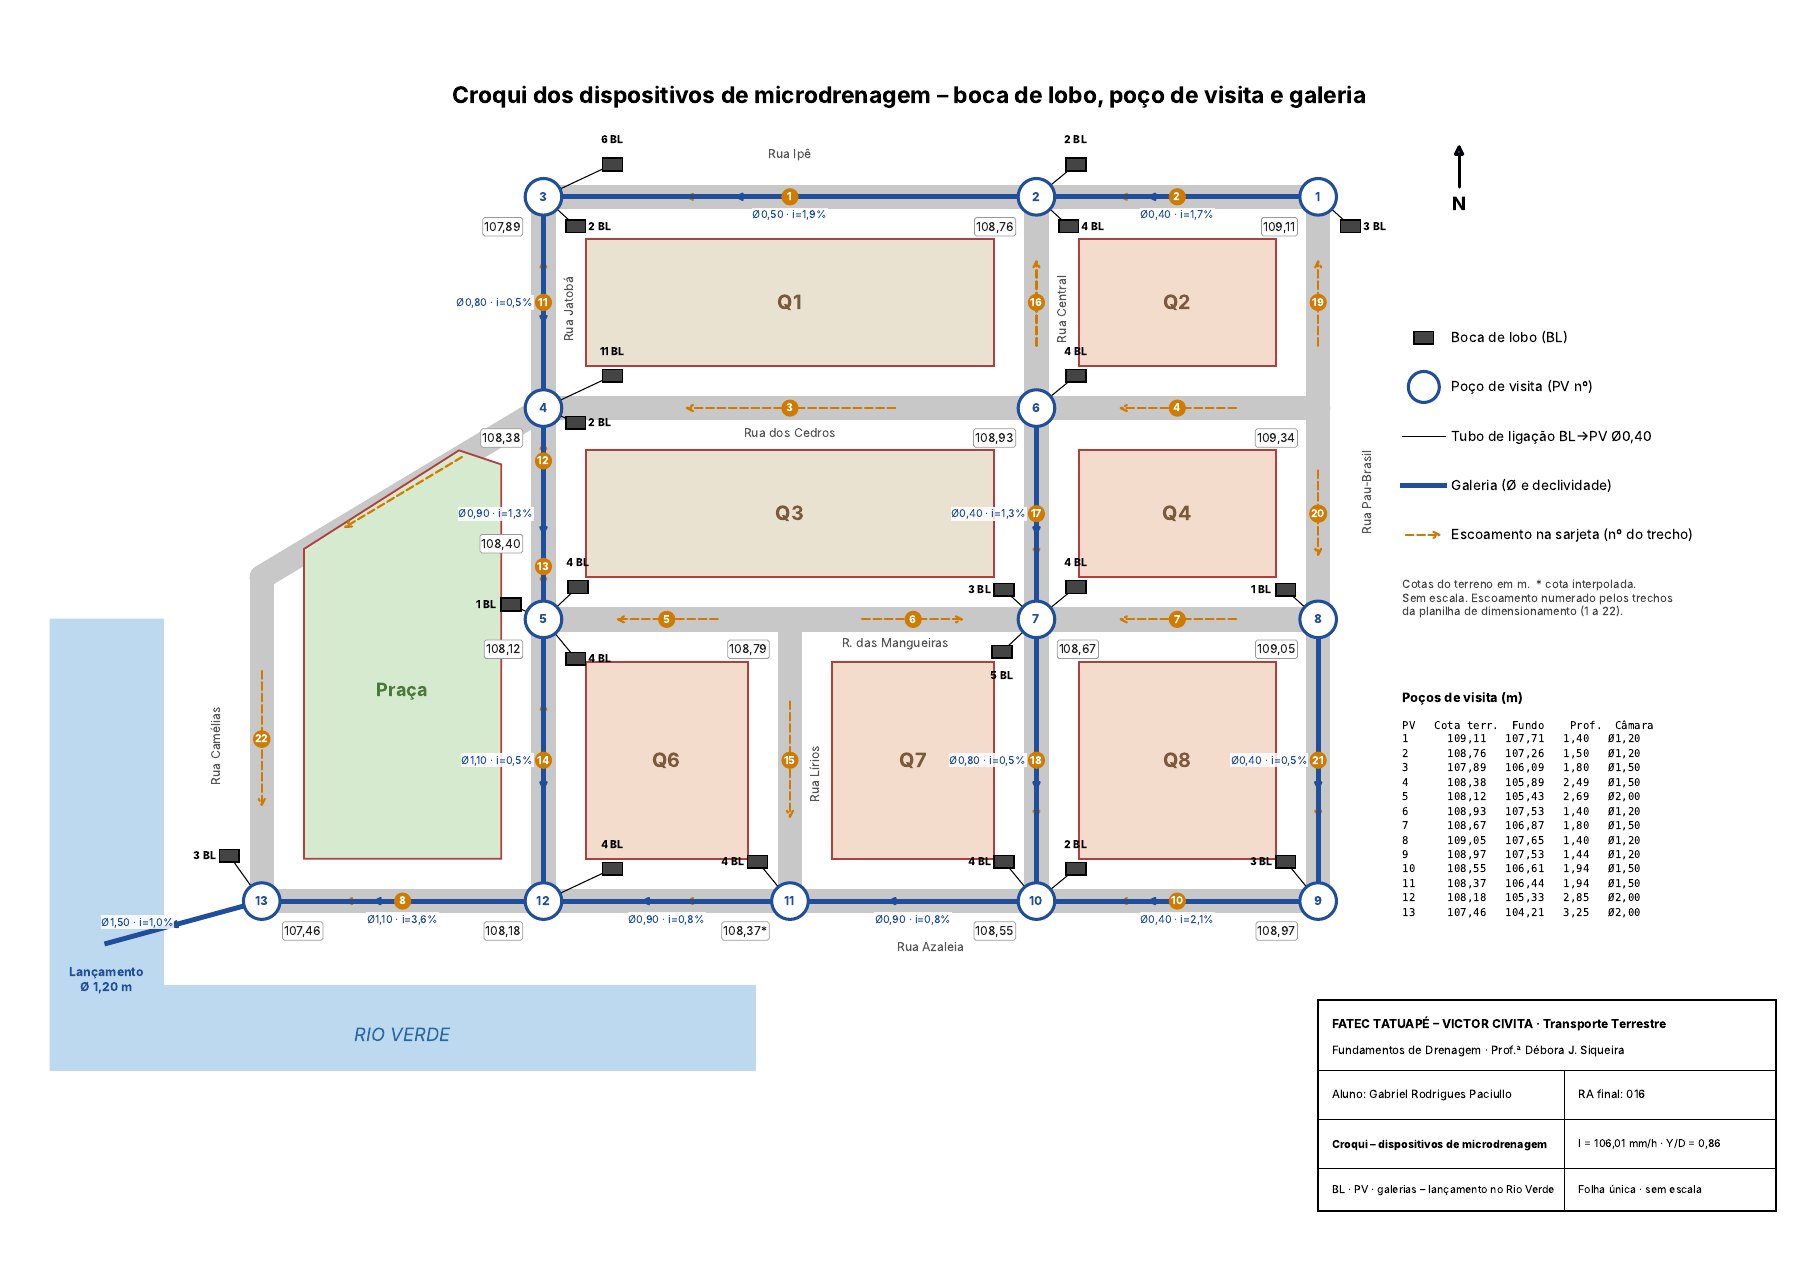 Croqui dos dispositivos de microdrenagem – boca de lobo, poço de visita e galeria
6 BL
2 BL
Rua Ipê
3
1
2
2
1
N
Ø0,50 · i=1,9%
Ø0,40 · i=1,7%
107,89
2 BL
108,76
4 BL
109,11
3 BL
Rua Jatobá
Rua Central
Ø0,80 · i=0,5%
11
Q1
16
Q2
19
Boca de lobo (BL)
11 BL
4 BL
Poço de visita (PV nº)
4
3
6
4
2 BL
108,38
Rua dos Cedros
108,93
109,34
Tubo de ligação BL→PV Ø0,40
12
Rua Pau-Brasil
Galeria (Ø e declividade)
Ø0,90 · i=1,3%
Q3
Ø0,40 · i=1,3%
17
Q4
20
Escoamento na sarjeta (nº do trecho)
108,40
13
4 BL
4 BL
Cotas do terreno em m. * cota interpolada.
Sem escala. Escoamento numerado pelos trechos
da planilha de dimensionamento (1 a 22).
3 BL
1 BL
1 BL
5
5
6
7
7
8
108,12
108,79
R. das Mangueiras
108,67
109,05
4 BL
5 BL
Praça
Rua Camélias
22
Ø1,10 · i=0,5%
14
Q6
15
Rua Lírios
Q7
Ø0,80 · i=0,5%
18
Q8
Ø0,40 · i=0,5%
21
Poços de visita (m)
PV Cota terr. Fundo Prof. Câmara
1 109,11 107,71 1,40 Ø1,20
2 108,76 107,26 1,50 Ø1,20
3 107,89 106,09 1,80 Ø1,50
4 108,38 105,89 2,49 Ø1,50
5 108,12 105,43 2,69 Ø2,00
6 108,93 107,53 1,40 Ø1,20
7 108,67 106,87 1,80 Ø1,50
8 109,05 107,65 1,40 Ø1,20
9 108,97 107,53 1,44 Ø1,20
10 108,55 106,61 1,94 Ø1,50
11 108,37 106,44 1,94 Ø1,50
12 108,18 105,33 2,85 Ø2,00
13 107,46 104,21 3,25 Ø2,00
3 BL
4 BL
4 BL
4 BL
2 BL
3 BL
13
8
12
11
10
10
9
Ø1,50 · i=1,0%
Ø1,10 · i=3,6%
Ø0,90 · i=0,8%
Ø0,90 · i=0,8%
Ø0,40 · i=2,1%
107,46
108,18
108,37*
108,55
108,97
Rua Azaleia
Lançamento
Ø 1,20 m
RIO VERDE
FATEC TATUAPÉ – VICTOR CIVITA · Transporte Terrestre
Fundamentos de Drenagem · Prof.ª Débora J. Siqueira
Aluno: Gabriel Rodrigues Paciullo
RA final: 016
Croqui – dispositivos de microdrenagem
I = 106,01 mm/h · Y/D = 0,86
BL · PV · galerias – lançamento no Rio Verde
Folha única · sem escala